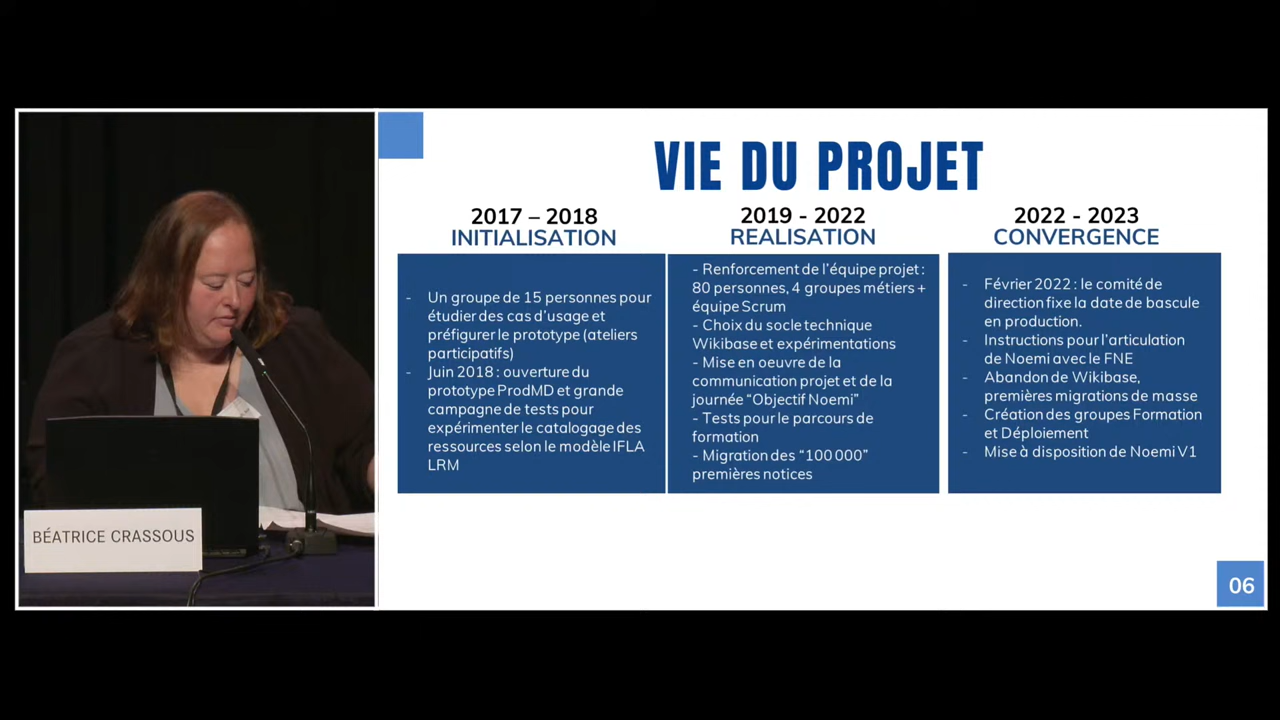 BÉATRICE CRASSOUS
VIE DU PROJET
2017 – 2018
INITIALISATION
- Un groupe de 15 personnes pour
étudier des cas d'usage et
préfigurer le prototype (ateliers
participatifs)
- Juin 2018 : ouverture du
prototype ProdMD et grande
campagne de tests pour
expérimenter le catalogage des
ressources selon le modèle IFLA
LRM
2019 - 2022
REALISATION
- Renforcement de l'équipe projet :
80 personnes, 4 groupes métiers +
équipe Scrum
- Choix du socle technique
Wikibase et expérimentations
- Mise en oeuvre de la
communication projet et de la
journée “Objectif Noemi”
- Tests pour le parcours de
formation
- Migration des “100 000”
premières notices
2022 - 2023
CONVERGENCE
- Février 2022 : le comité de
direction fixe la date de bascule
en production.
- Instructions pour l'articulation
de Noemi avec le FNE
- Abandon de Wikibase,
premières migrations de masse
- Création des groupes Formation
et Déploiement
- Mise à disposition de Noemi V1
06